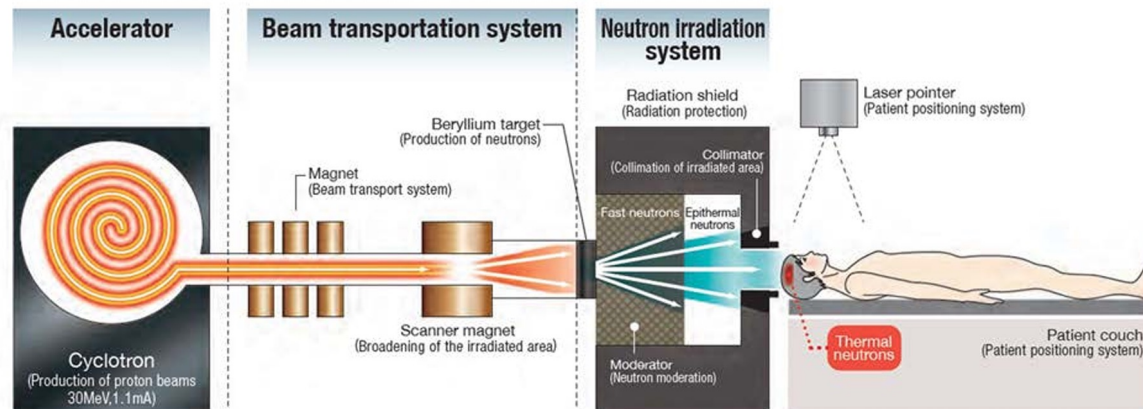 Accelerator
Beam transportation system
Neutron irradiation
system
Radiation shield
(Radiation protection)
Laser pointer
(Patient positioning system)
Beryllium target
(Production of neutrons)
Collimator
(Collimation of irradiated area)
Magnet
(Beam transport system)
Fast neutrons
Epithermal
neutrons
Scanner magnet
(Broadening of the irradiated area)
Cyclotron
(Production of proton beams
30MeV,1.1mA)
Moderator
(Neutron moderation)
Thermal
neutrons
Patient couch
(Patient positioning system)